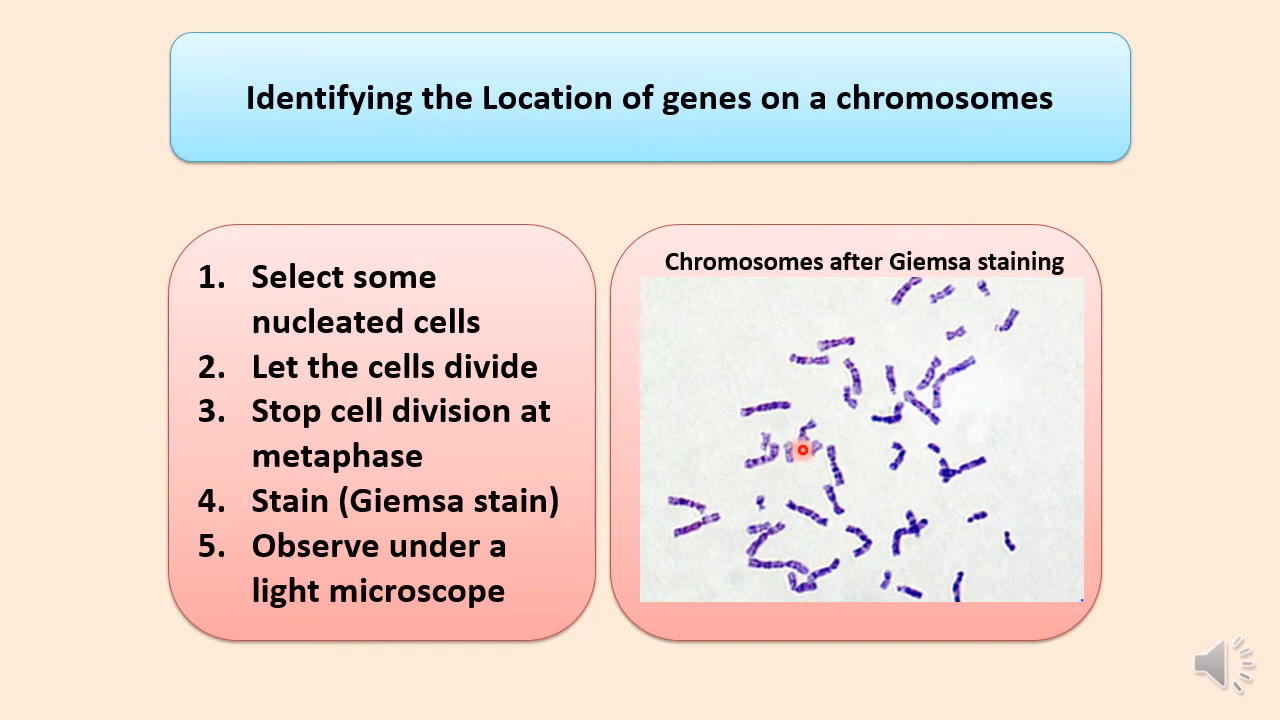 Identifying the Location of genes on a chromosomes
1. Select some
nucleated cells
2. Let the cells divide
3. Stop cell division at
metaphase
4. Stain (Giemsa stain)
5. Observe under a
light microscope
Chromosomes after Giemsa staining